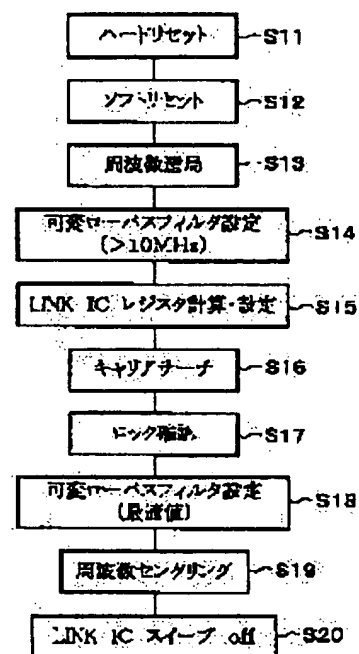 ハードリセット S11
ソフトリセット S12
周波数選局 S13
可変ローパスフィルタ設定
(>10MHz) S14
LINK IC レジスタ計算・設定 S15
キャリアサーチ S16
ロック確認 S17
可変ローパスフィルタ設定
(最適値) S18
周波数センタリング S19
LINK IC スイープ off S20